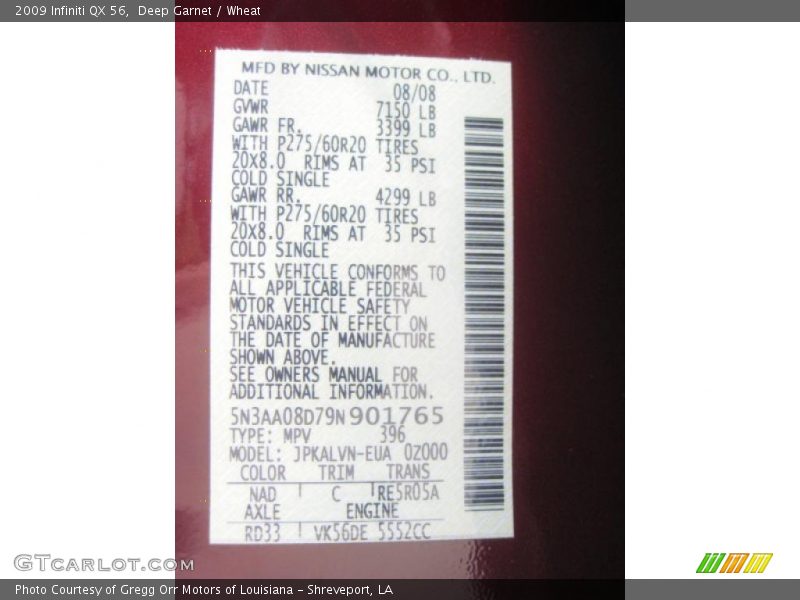 2009 Infiniti QX 56,  Deep Garnet / Wheat
MFD BY NISSAN MOTOR CO., LTD.
DATE 08/08
GVWR 7150 LB
GAWR FR. 3399 LB
WITH P275/60R20 TIRES
20X8.0 RIMS AT 35 PSI
COLD SINGLE
GAWR RR. 4299 LB
WITH P275/60R20 TIRES
20X8.0 RIMS AT 35 PSI
COLD SINGLE
THIS VEHICLE CONFORMS TO
ALL APPLICABLE FEDERAL
MOTOR VEHICLE SAFETY
STANDARDS IN EFFECT ON
THE DATE OF MANUFACTURE
SHOWN ABOVE.
SEE OWNERS MANUAL FOR
ADDITIONAL INFORMATION.
5N3AA08D79N901765
TYPE: MPV 396
MODEL: JPKALVN-EUA 0Z000
COLOR TRIM TRANS
NAD C RE5R05A
AXLE ENGINE
RD33 VK56DE 5552CC
GTCarLot.com
Photo Courtesy of Gregg Orr Motors of Louisiana - Shreveport, LA